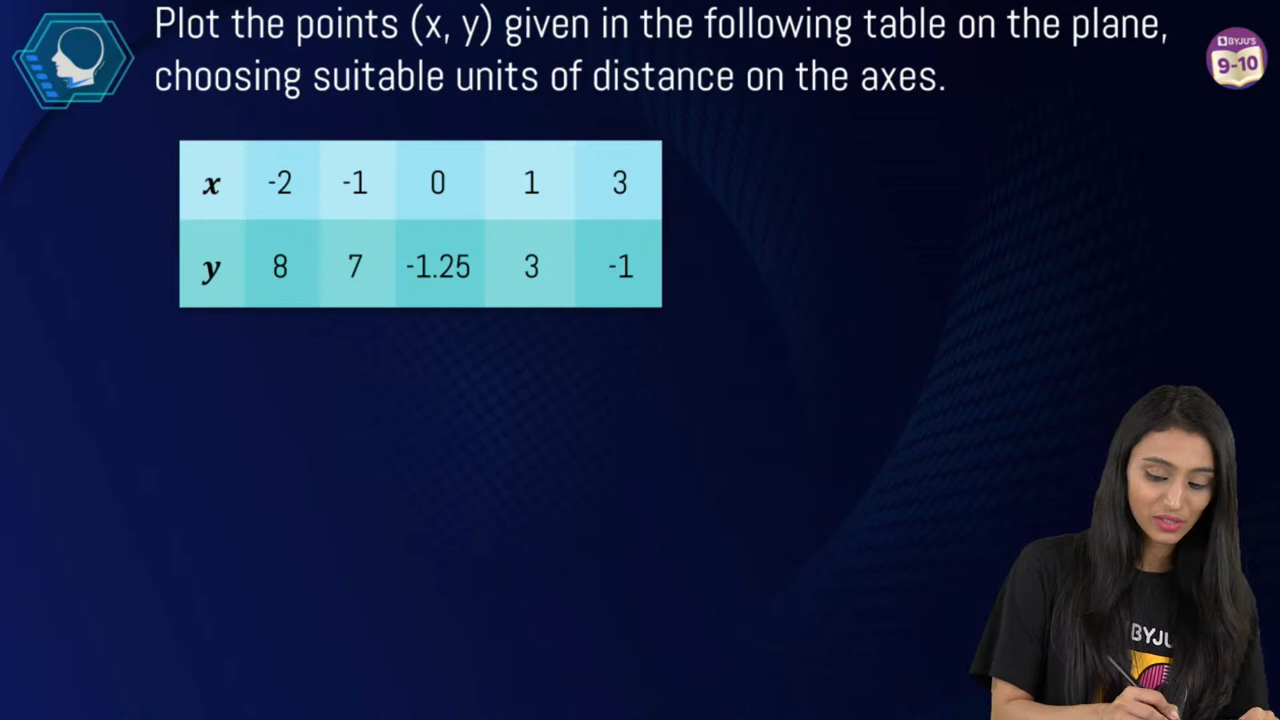 Plot the points (x, y) given in the following table on the plane,
choosing suitable units of distance on the axes.
BYJU'S
9-10
x -2 -1 0 1 3
y 8 7 -1.25 3 -1
BYJU